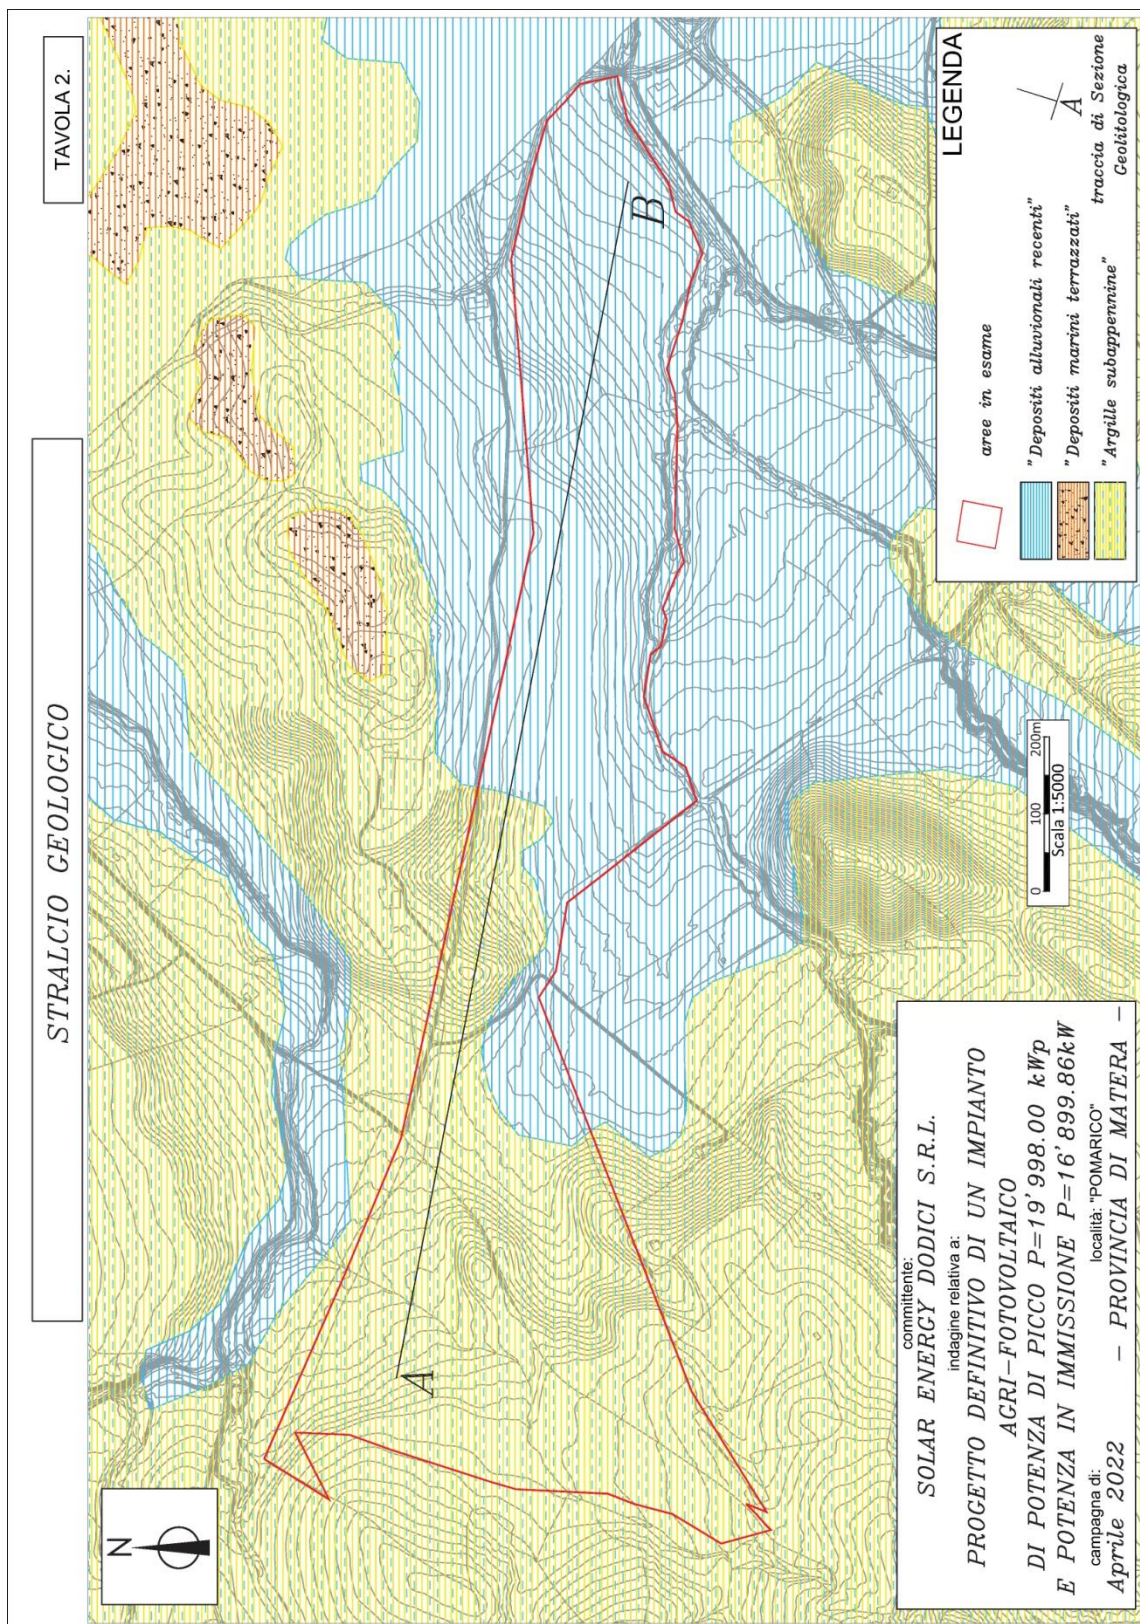 TAVOLA 2.
STRALCIO GEOLOGICO
N
A
B
LEGENDA
aree in esame
"Depositi alluvionali recenti"
"Depositi marini terrazzati"
"Argille subappennine"
A
traccia di Sezione
Geolitologica
0 100 200m
Scala 1:5000
committente:
SOLAR ENERGY DODICI S.R.L.
indagine relativa a:
PROGETTO DEFINITIVO DI UN IMPIANTO
AGRI-FOTOVOLTAICO
DI POTENZA DI PICCO P=19'998.00 kWp
E POTENZA IN IMMISSIONE P=16'899.86kW
campagna di: località: "POMARICO"
Aprile 2022 - PROVINCIA DI MATERA -